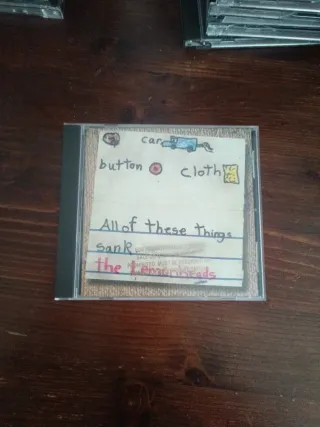 car
button cloth
All of these things
sank
the Lemonheads